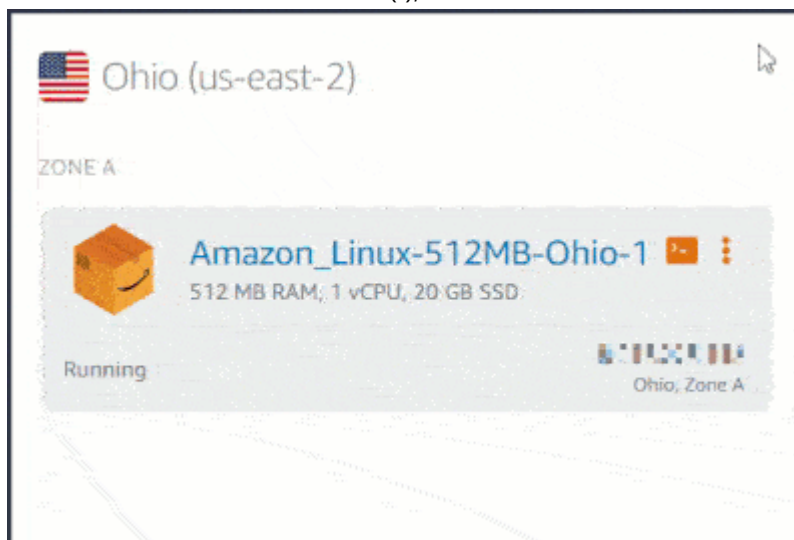 Ohio (us-east-2)
ZONE A
Amazon_Linux-512MB-Ohio-1
512 MB RAM, 1 vCPU, 20 GB SSD
Running
Ohio, Zone A